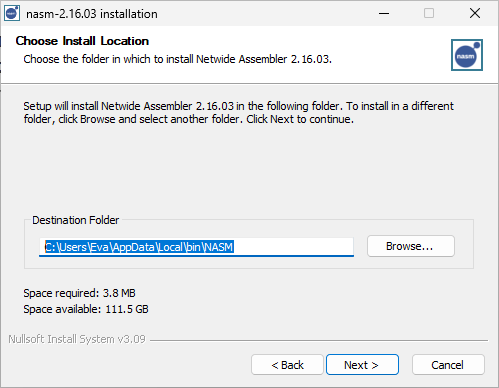 nasm-2.16.03 installation
Choose Install Location
Choose the folder in which to install Netwide Assembler 2.16.03.
nasm
Setup will install Netwide Assembler 2.16.03 in the following folder. To install in a different
folder, click Browse and select another folder. Click Next to continue.
Destination Folder
C:\Users\Eva\AppData\Local\bin\NASM
Browse...
Space required: 3.8 MB
Space available: 111.5 GB
Nullsoft Install System v3.09
< Back
Next >
Cancel